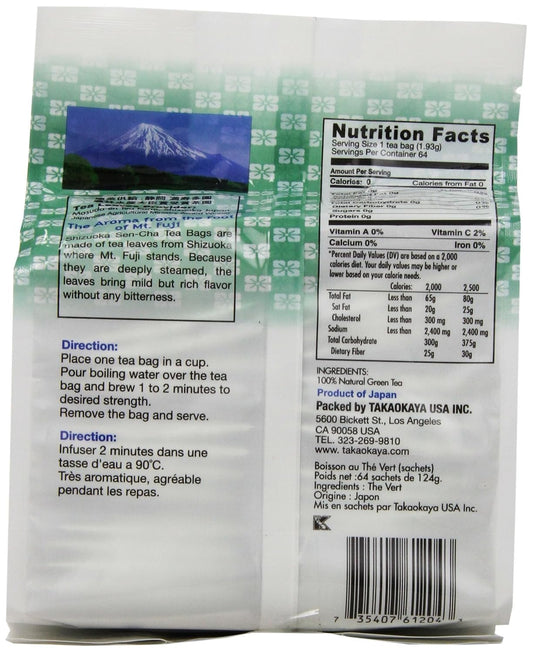 Tea
The Aroma from the foot
of Mt. Fuji
Shizuoka Sen-Cha Tea Bags are
made of tea leaves from Shizuoka
where Mt. Fuji stands. Because
they are deeply steamed, the
leaves bring mild but rich flavor
without any bitterness.
Direction:
Place one tea bag in a cup.
Pour boiling water over the tea
bag and brew 1 to 2 minutes to
desired strength.
Remove the bag and serve.
Direction:
Infuser 2 minutes dans une
tasse d'eau a 90°C.
Très aromatique, agréable
pendant les repas.
Nutrition Facts
Serving Size 1 tea bag (1.93g)
Servings Per Container 64
Amount Per Serving
Calories: 0 Calories from Fat 0
Dietary Fiber 0g 0%
Sugars 0g
Protein 0g
Vitamin A 0% Vitamin C 2%
Calcium 0% Iron 0%
*Percent Daily Values (DV) are based on a 2,000
calories diet. Your daily values may be higher or
lower based on your calorie needs.
Calories: 2,000 2,500
Total Fat Less than 65g 80g
Sat Fat Less than 20g 25g
Cholesterol Less than 300 mg 300 mg
Sodium Less than 2,400 mg 2,400 mg
Total Carbohydrate 300g 375g
Dietary Fiber 25g 30g
INGREDIENTS:
100% Natural Green Tea
Product of Japan
Packed by TAKAOKAYA USA INC.
5600 Bickett St., Los Angeles
CA 90058 USA
TEL. 323-269-9810
www.takaokaya.com
Boisson au Thé Vert (sachets)
Poids net :64 sachets de 124g.
Ingredients : The Vert
Origine : Japon
Mis en sachets par Takaokaya USA Inc.
K
7 35407 61204 3